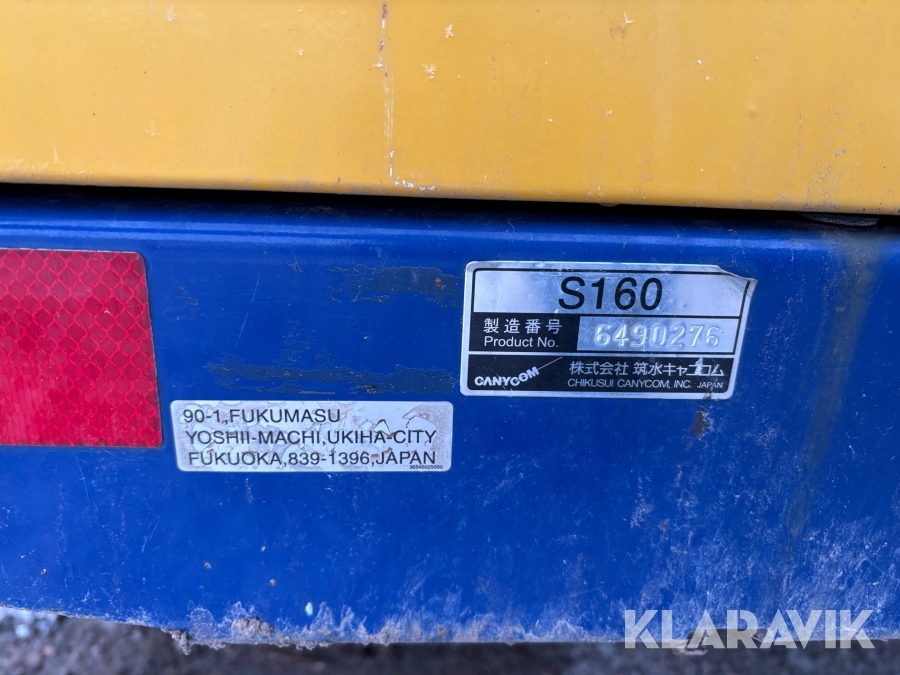 S160
製造番号
Product No. 6490276
CANYCOM
株式会社 筑水キャニコム
CHIKUSUI CANYCOM, INC. JAPAN
90-1,FUKUMASU
YOSHII-MACHI,UKIHA-CITY
FUKUOKA,839-1396,JAPAN
KLARAVIK